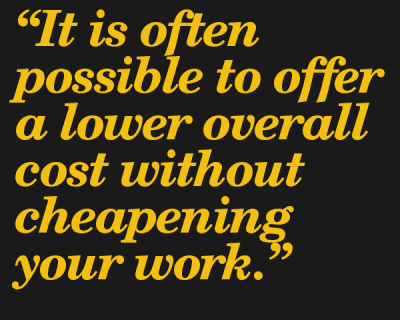 “It is often
possible to offer
a lower overall
cost without
cheapening
your work.”